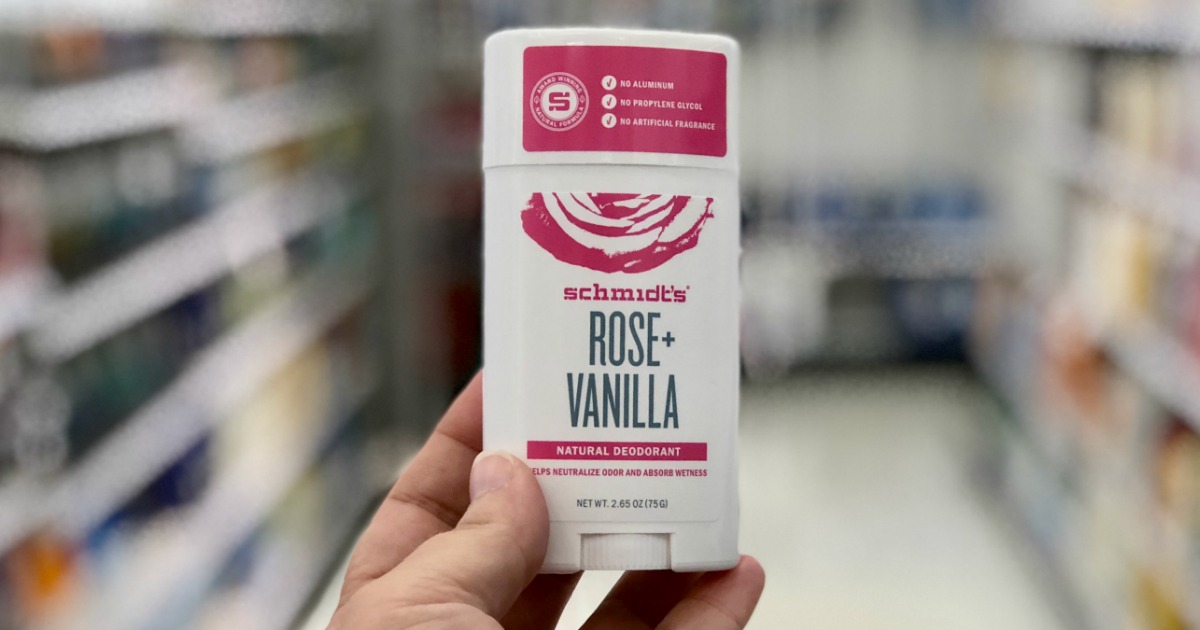 AWARD WINNING
S
NATURAL FORMULA
NO ALUMINUM
NO PROPYLENE GLYCOL
NO ARTIFICIAL FRAGRANCE
schmidt's®
ROSE+
VANILLA
NATURAL DEODORANT
ELPS NEUTRALIZE ODOR AND ABSORB WETNESS
NET WT. 2.65 OZ (75G)